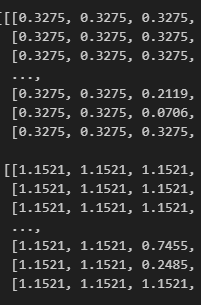 [[[0.3275, 0.3275, 0.3275,
[0.3275, 0.3275, 0.3275,
[0.3275, 0.3275, 0.3275,
...,
[0.3275, 0.3275, 0.2119,
[0.3275, 0.3275, 0.0706,
[0.3275, 0.3275, 0.3275,

[[1.1521, 1.1521, 1.1521,
[1.1521, 1.1521, 1.1521,
[1.1521, 1.1521, 1.1521,
...,
[1.1521, 1.1521, 0.7455,
[1.1521, 1.1521, 0.2485,
[1.1521, 1.1521, 1.1521,